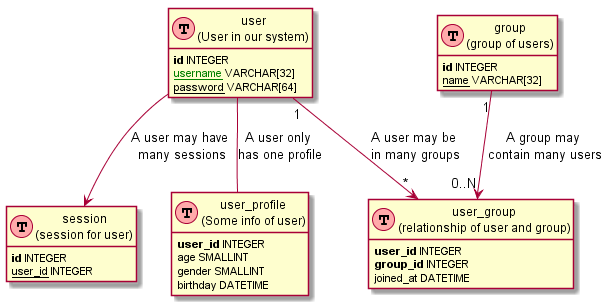 T
user
(User in our system)
id INTEGER
username VARCHAR[32]
password VARCHAR[64]
T
group
(group of users)
id INTEGER
name VARCHAR[32]
1
1
A user may have
many sessions
A user only
has one profile
A user may be
in many groups
A group may
contain many users
*
0..N
T
session
(session for user)
id INTEGER
user_id INTEGER
T
user_profile
(Some info of user)
user_id INTEGER
age SMALLINT
gender SMALLINT
birthday DATETIME
T
user_group
(relationship of user and group)
user_id INTEGER
group_id INTEGER
joined_at DATETIME